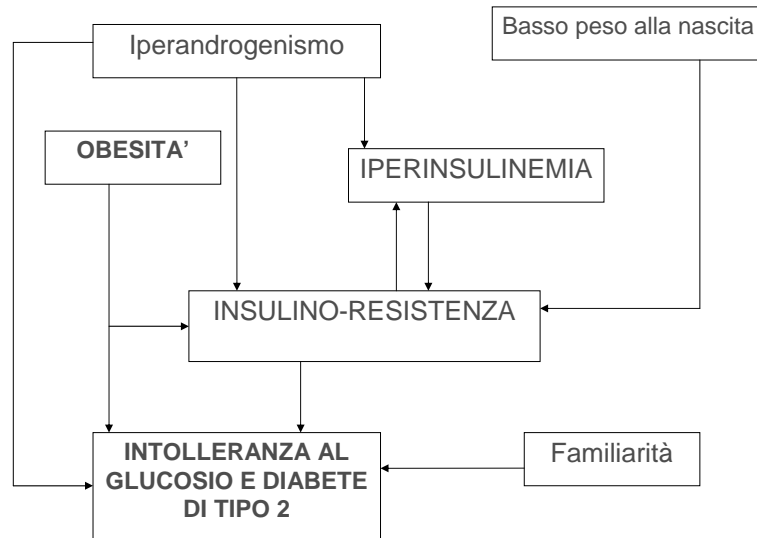 Iperandrogenismo
Basso peso alla nascita
OBESITA’
IPERINSULINEMIA
INSULINO-RESISTENZA
INTOLLERANZA AL
GLUCOSIO E DIABETE
DI TIPO 2
Familiarità